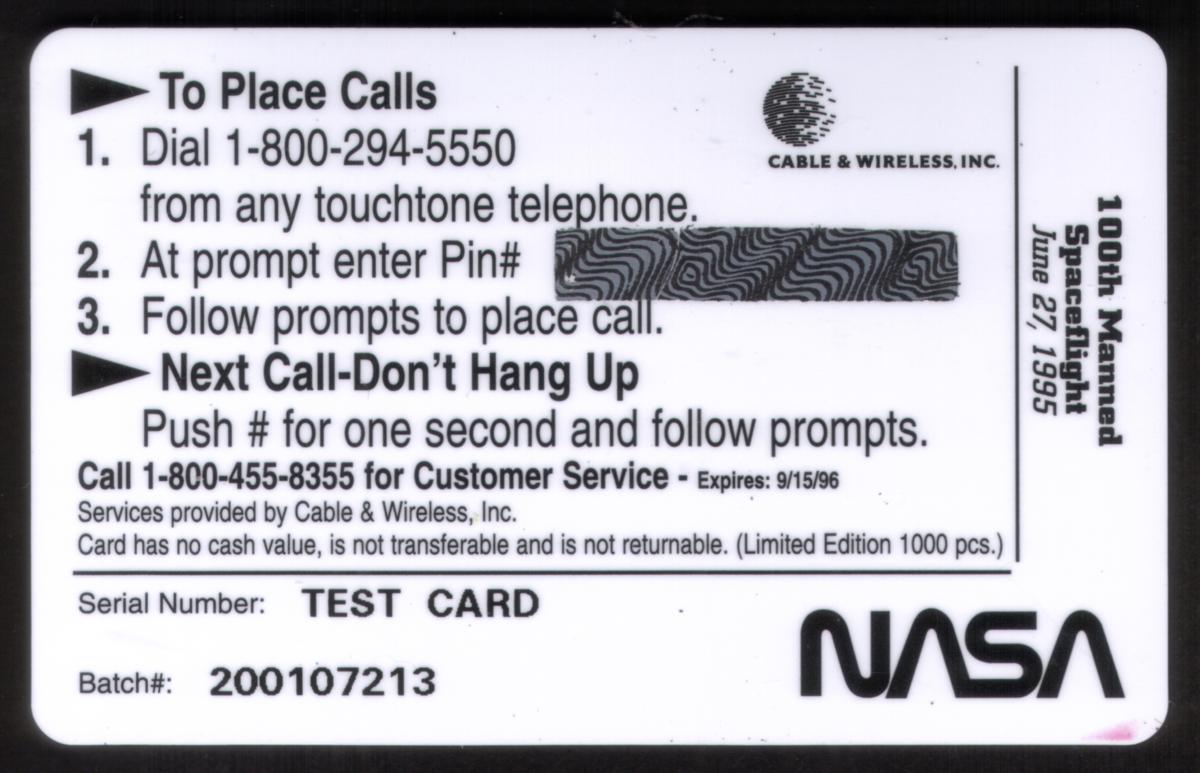 To Place Calls
1. Dial 1-800-294-5550
from any touchtone telephone.
2. At prompt enter Pin#
3. Follow prompts to place call.
Next Call-Don't Hang Up
Push # for one second and follow prompts.
Call 1-800-455-8355 for Customer Service - Expires: 9/15/96
Services provided by Cable & Wireless, Inc.
Card has no cash value, is not transferable and is not returnable. (Limited Edition 1000 pcs.)
CABLE & WIRELESS, INC.
100th Manned
Spaceflight
June 27, 1995
Serial Number: TEST CARD
Batch#: 200107213
NASA